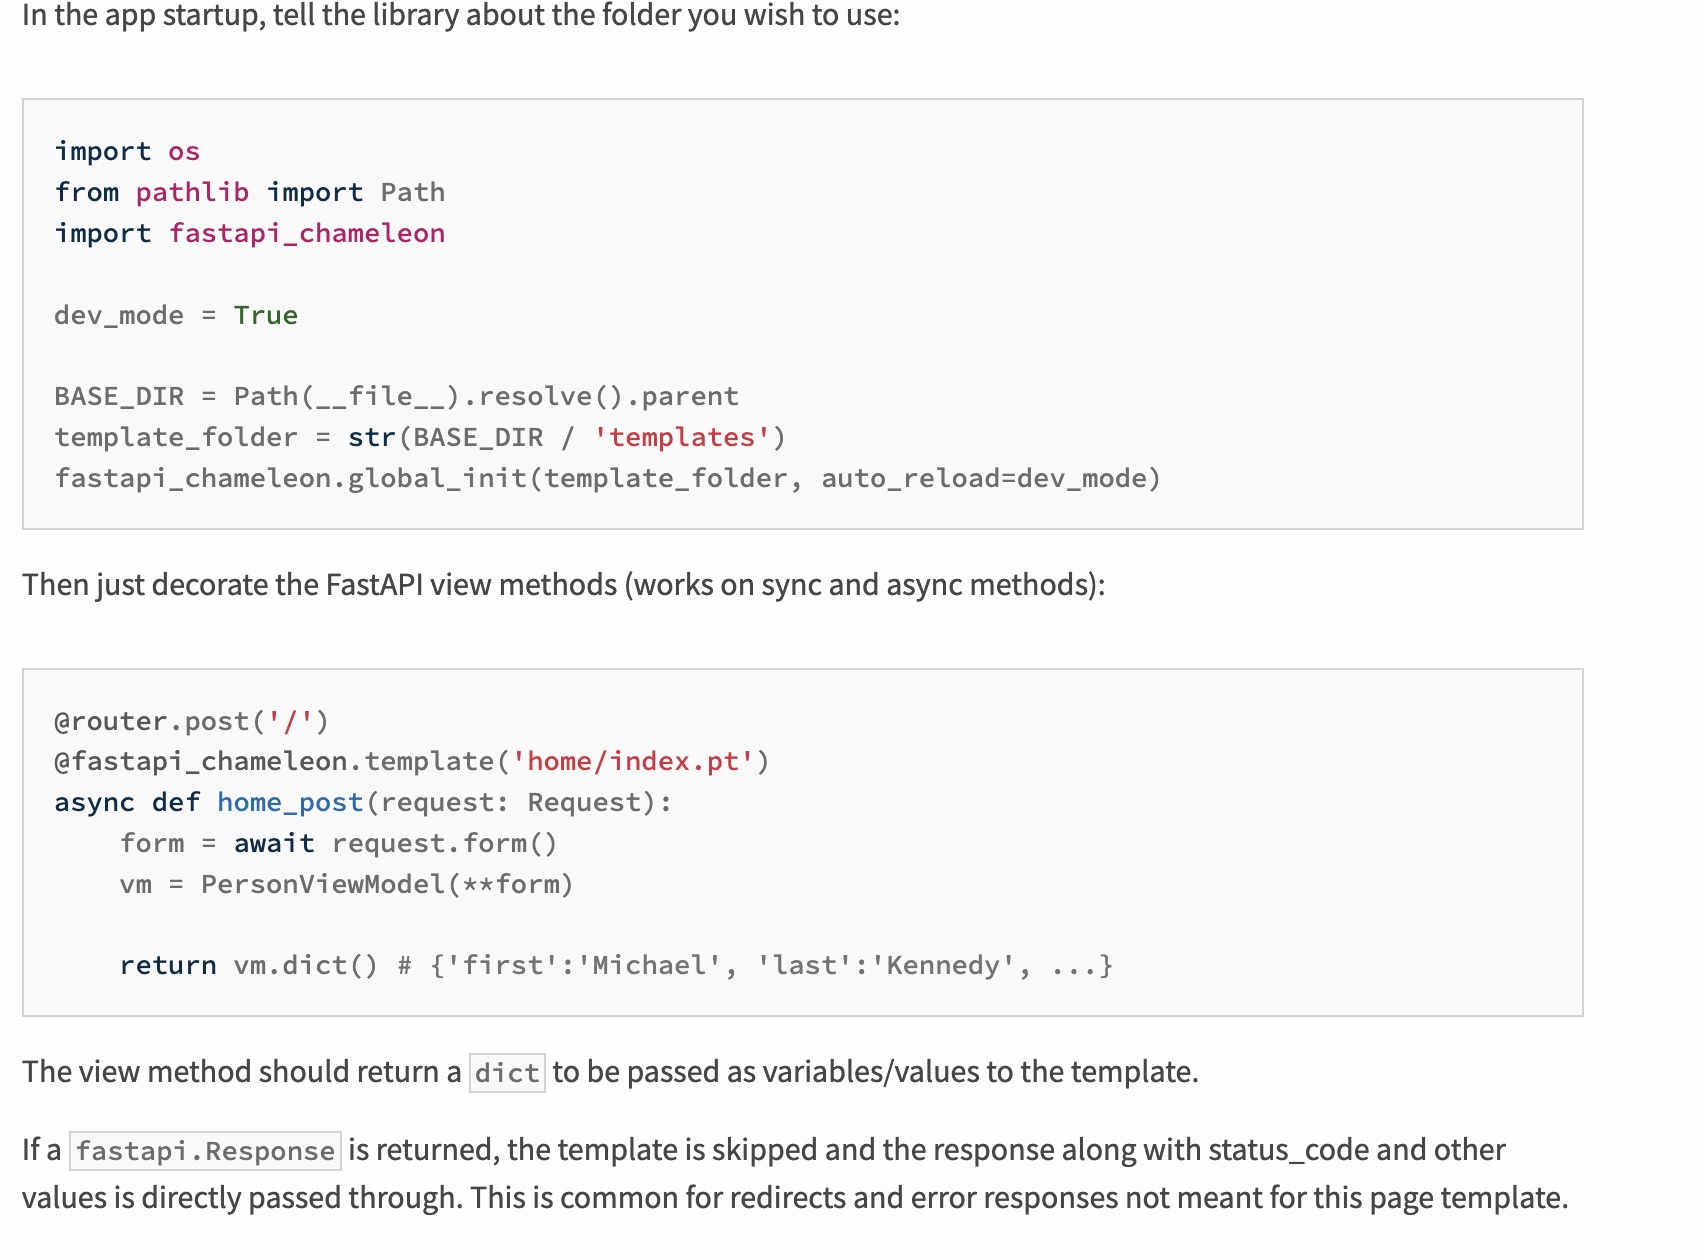 In the app startup, tell the library about the folder you wish to use:
import os
from pathlib import Path
import fastapi_chameleon
dev_mode = True
BASE_DIR = Path(__file__).resolve().parent
template_folder = str(BASE_DIR / 'templates')
fastapi_chameleon.global_init(template_folder, auto_reload=dev_mode)
Then just decorate the FastAPI view methods (works on sync and async methods):
@router.post('/')
@fastapi_chameleon.template('home/index.pt')
async def home_post(request: Request):
    form = await request.form()
    vm = PersonViewModel(**form)
    return vm.dict() # {'first':'Michael', 'last':'Kennedy', ...}
The view method should return a dict to be passed as variables/values to the template.
If a fastapi.Response is returned, the template is skipped and the response along with status_code and other
values is directly passed through. This is common for redirects and error responses not meant for this page template.